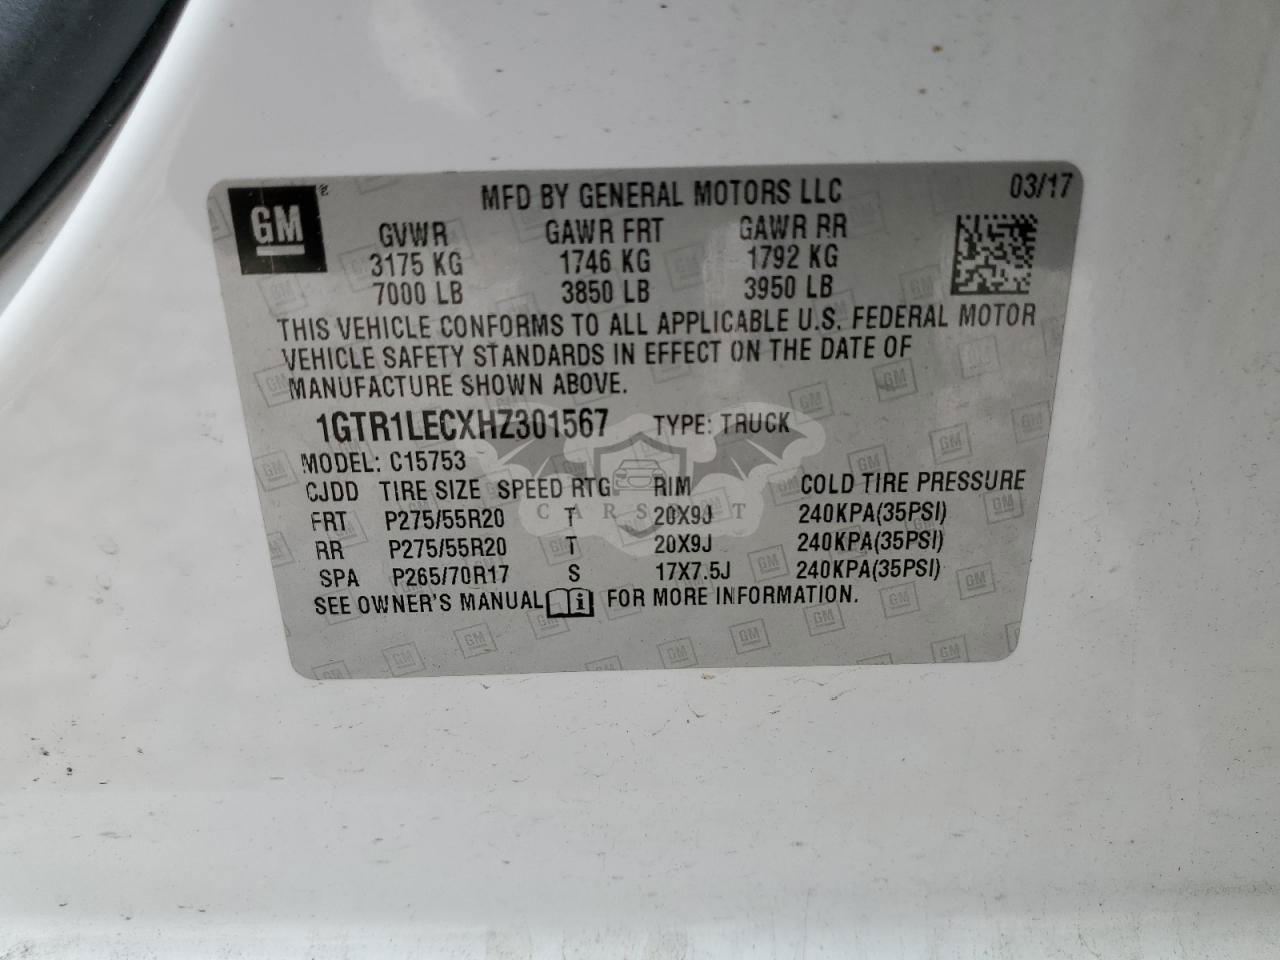 GM ® MFD BY GENERAL MOTORS LLC 03/17
GVWR GAWR FRT GAWR RR
3175 KG 1746 KG 1792 KG
7000 LB 3850 LB 3950 LB
THIS VEHICLE CONFORMS TO ALL APPLICABLE U.S. FEDERAL MOTOR
VEHICLE SAFETY STANDARDS IN EFFECT ON THE DATE OF
MANUFACTURE SHOWN ABOVE.
1GTR1LECXHZ301567 TYPE: TRUCK
MODEL: C15753
CJDD TIRE SIZE SPEED RTG RIM COLD TIRE PRESSURE
FRT P275/55R20 T 20X9J 240KPA(35PSI)
RR P275/55R20 T 20X9J 240KPA(35PSI)
SPA P265/70R17 S 17X7.5J 240KPA(35PSI)
SEE OWNER'S MANUAL i FOR MORE INFORMATION.